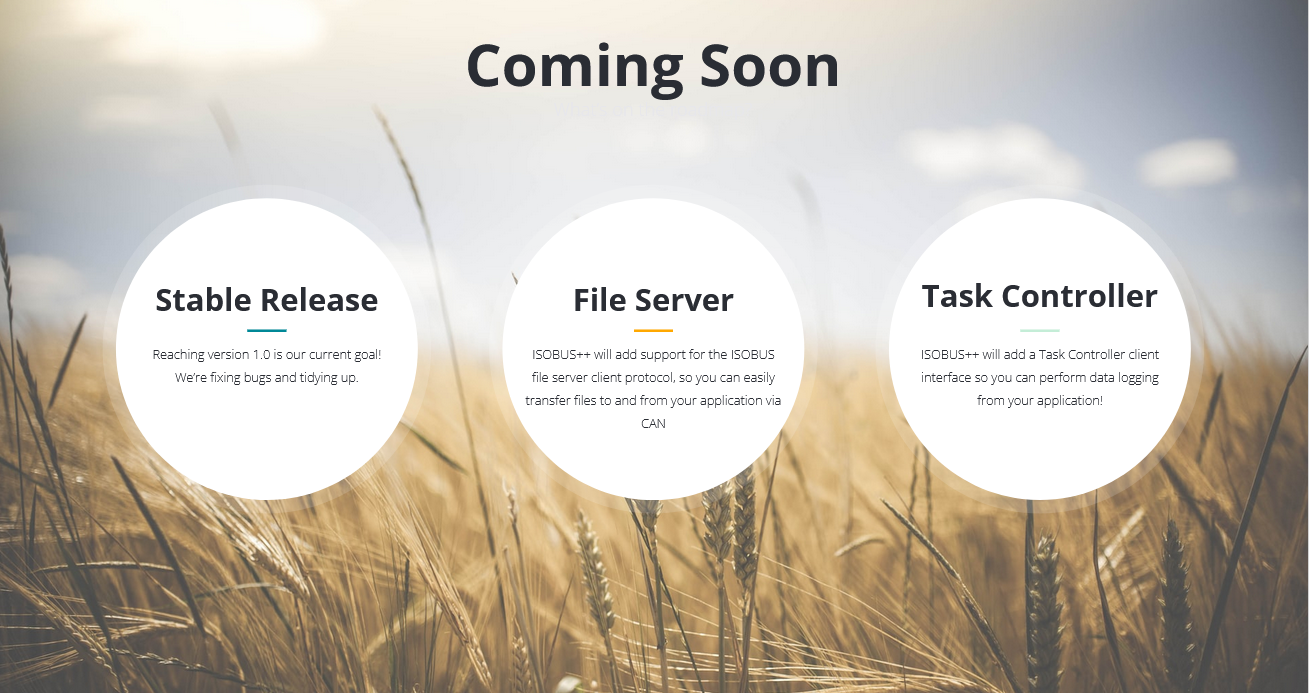 Coming Soon
Stable Release
Reaching version 1.0 is our current goal!
We’re fixing bugs and tidying up.
File Server
ISOBUS++ will add support for the ISOBUS
file server client protocol, so you can easily
transfer files to and from your application via
CAN
Task Controller
ISOBUS++ will add a Task Controller client
interface so you can perform data logging
from your application!